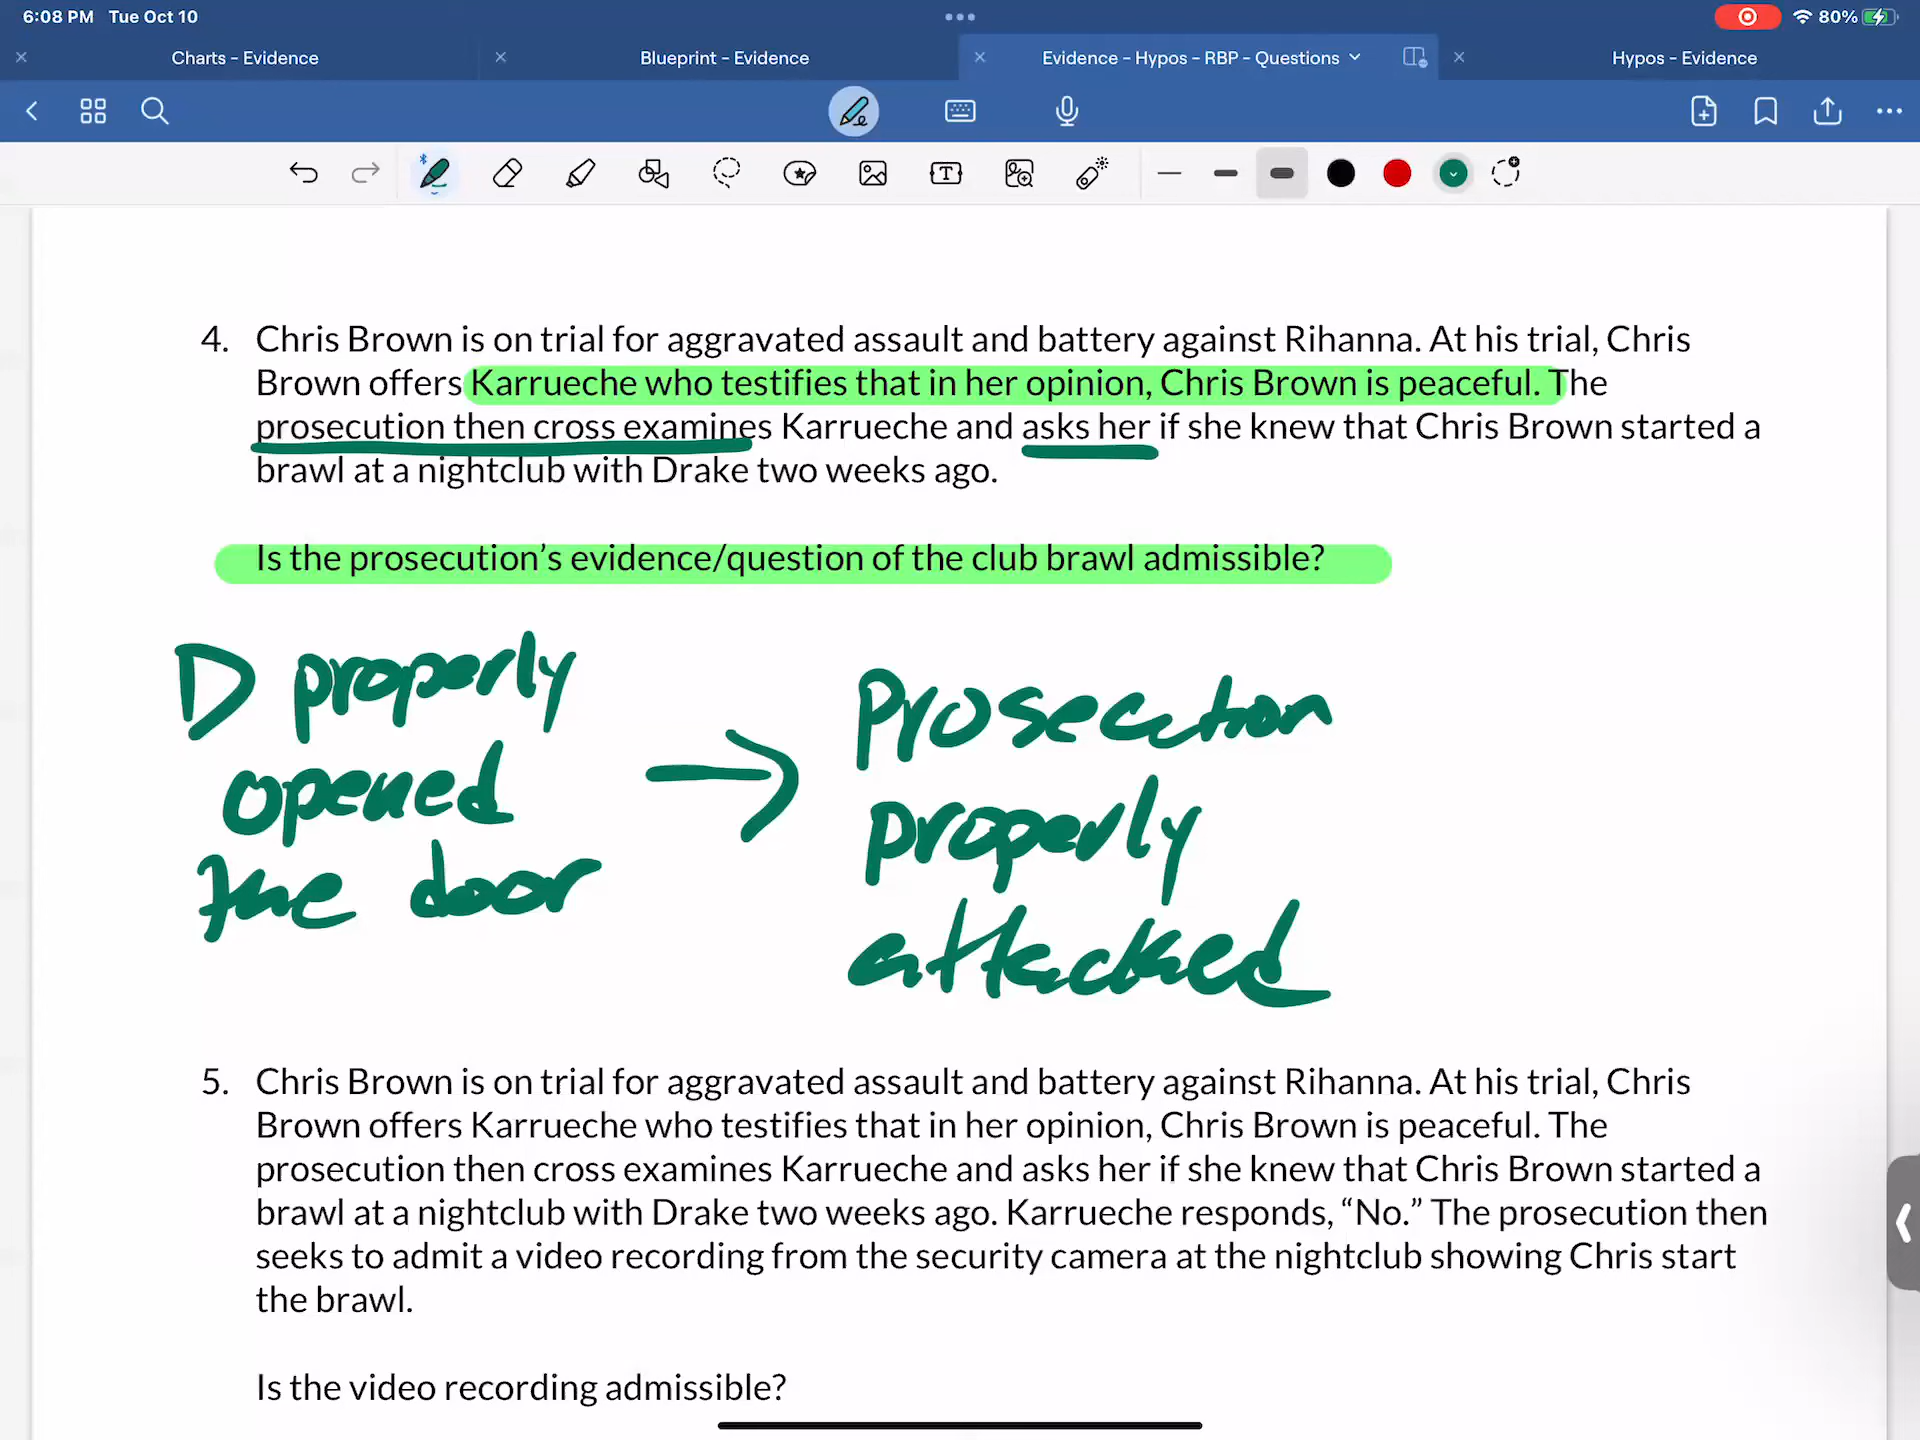 6:08 PM Tue Oct 10
80%
Charts - Evidence
Blueprint - Evidence
Evidence - Hypos - RBP - Questions
Hypos - Evidence
4. Chris Brown is on trial for aggravated assault and battery against Rihanna. At his trial, Chris
Brown offers Karrueche who testifies that in her opinion, Chris Brown is peaceful. The
prosecution then cross examines Karrueche and asks her if she knew that Chris Brown started a
brawl at a nightclub with Drake two weeks ago.
Is the prosecution’s evidence/question of the club brawl admissible?
D properly
opened
the door
Prosecution
properly
attacked
5. Chris Brown is on trial for aggravated assault and battery against Rihanna. At his trial, Chris
Brown offers Karrueche who testifies that in her opinion, Chris Brown is peaceful. The
prosecution then cross examines Karrueche and asks her if she knew that Chris Brown started a
brawl at a nightclub with Drake two weeks ago. Karrueche responds, “No.” The prosecution then
seeks to admit a video recording from the security camera at the nightclub showing Chris start
the brawl.
Is the video recording admissible?